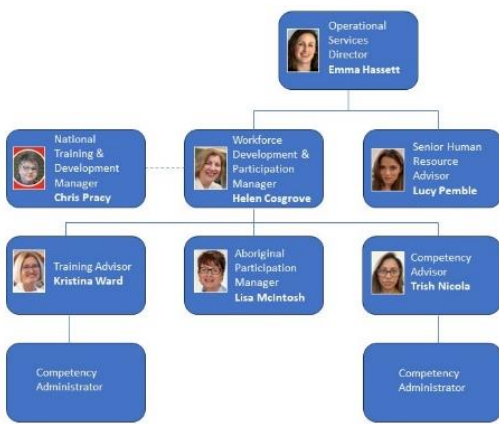 Operational
Services
Director
Emma Hassett
National
Training &
Development
Manager
Chris Pracy
Workforce
Development &
Participation
Manager
Helen Cosgrove
Senior Human
Resource
Advisor
Lucy Pemble
Training Advisor
Kristina Ward
Aboriginal
Participation
Manager
Lisa McIntosh
Competency
Advisor
Trish Nicola
Competency
Administrator
Competency
Administrator